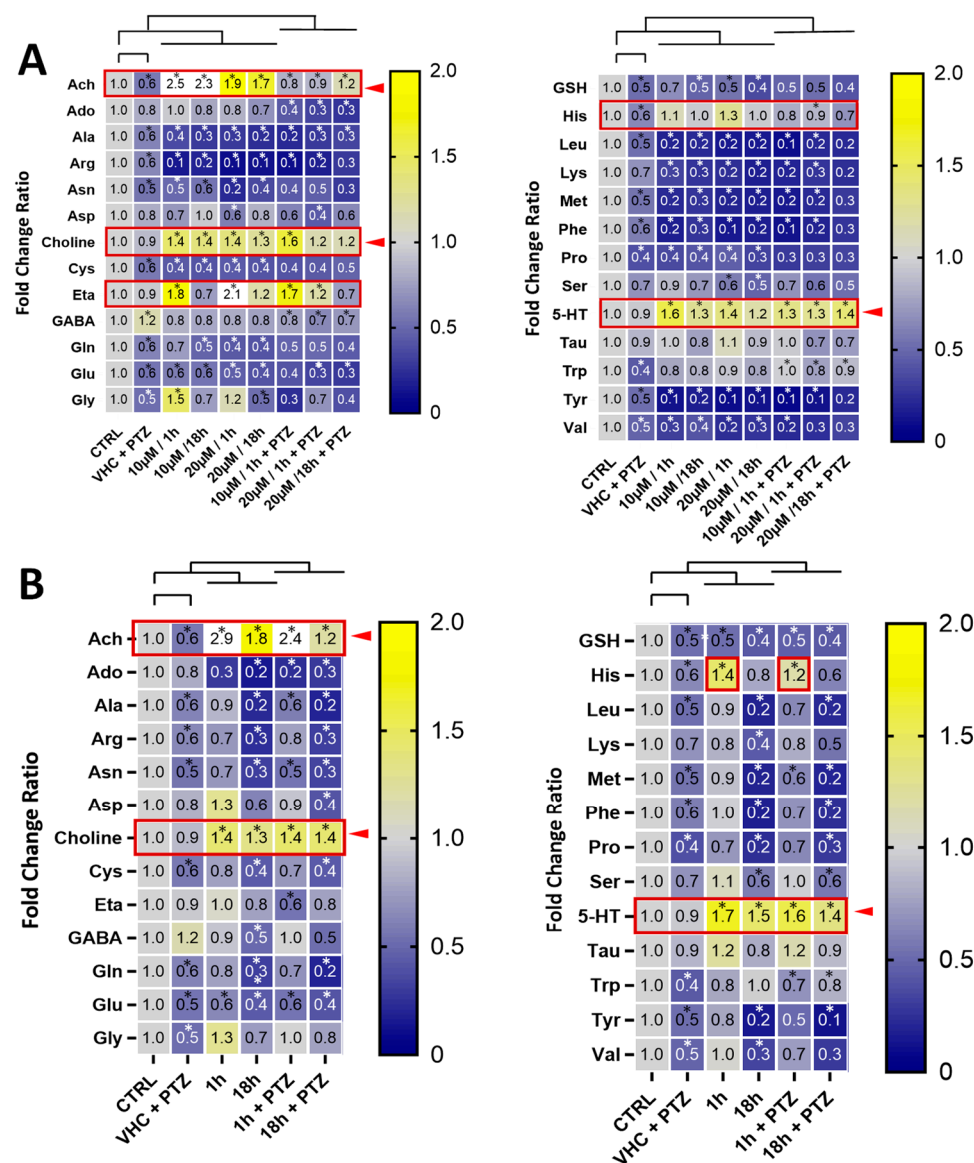 A
Fold Change Ratio
Ach 1.0 0.6* 2.5* 2.3* 1.9* 1.7* 0.8* 0.9* 1.2*
Ado 1.0 0.8 1.0 0.8 0.8 0.7 0.4* 0.3* 0.3*
Ala 1.0 0.6* 0.4* 0.3* 0.3* 0.2* 0.2* 0.3* 0.2*
Arg 1.0 0.6* 0.1* 0.2* 0.1* 0.1* 0.1* 0.2* 0.3
Asn 1.0 0.5* 0.5* 0.6* 0.2* 0.4* 0.4 0.5 0.3
Asp 1.0 0.8 0.7 1.0 0.6* 0.8 0.6 0.4* 0.6
Choline 1.0 0.9 1.4* 1.4* 1.4* 1.3* 1.6* 1.2 1.2
Cys 1.0 0.6* 0.4* 0.4* 0.4* 0.4* 0.4 0.4 0.5
Eta 1.0 0.9 1.8* 0.7 2.1* 1.2 1.7* 1.2* 0.7
GABA 1.0 1.2* 0.8 0.8 0.8 0.8 0.8* 0.7* 0.7*
Gln 1.0 0.6* 0.7 0.5* 0.4* 0.4* 0.5 0.5 0.4
Glu 1.0 0.6* 0.6* 0.6* 0.5* 0.4* 0.4 0.3* 0.3*
Gly 1.0 0.5* 1.5* 0.7 1.2 0.5* 0.3 0.7* 0.4
CTRL
VHC + PTZ
10µM / 1h
10µM /18h
20µM / 1h
20µM / 18h
10µM / 1h + PTZ
20µM / 1h + PTZ
20µM /18h + PTZ
2.0
1.5
1.0
0.5
0
Fold Change Ratio
GSH 1.0 0.5* 0.7 0.5* 0.5* 0.4* 0.5 0.5 0.4
His 1.0 0.6* 1.1 1.0 1.3 1.0 0.8 0.9* 0.7
Leu 1.0 0.5* 0.2* 0.2* 0.2* 0.2* 0.1* 0.2* 0.2
Lys 1.0 0.7 0.3* 0.3* 0.2* 0.2* 0.2* 0.3* 0.2
Met 1.0 0.5* 0.2* 0.3* 0.2* 0.2* 0.2* 0.2* 0.2
Phe 1.0 0.6* 0.2* 0.3* 0.1* 0.2* 0.1* 0.2* 0.2
Pro 1.0 0.4* 0.4* 0.4* 0.4* 0.3* 0.3 0.3 0.3
Ser 1.0 0.7 0.9 0.7 0.6* 0.5* 0.7 0.6 0.5
5-HT 1.0 0.9 1.6* 1.3* 1.4* 1.2 1.3* 1.3* 1.4*
Tau 1.0 0.9 1.0 0.8 1.1 0.9 1.0 0.7 0.7
Trp 1.0 0.4* 0.8 0.8 0.9 0.8 1.0* 0.8* 0.9*
Tyr 1.0 0.5* 0.1* 0.2* 0.1* 0.1* 0.1* 0.1* 0.2
Val 1.0 0.5* 0.3* 0.4* 0.2* 0.3* 0.2* 0.3 0.3
CTRL
VHC + PTZ
10µM / 1h
10µM /18h
20µM / 1h
20µM / 18h
10µM / 1h + PTZ
20µM / 1h + PTZ
20µM /18h + PTZ
2.0
1.5
1.0
0.5
0
B
Fold Change Ratio
Ach 1.0 0.6* 2.9* 1.8* 2.4* 1.2*
Ado 1.0 0.8 0.3 0.2* 0.2* 0.3*
Ala 1.0 0.6* 0.9 0.2* 0.6* 0.2*
Arg 1.0 0.6* 0.7 0.3* 0.8 0.3*
Asn 1.0 0.5* 0.7 0.3* 0.5* 0.3*
Asp 1.0 0.8 1.3 0.6 0.9 0.4*
Choline 1.0 0.9 1.4* 1.3* 1.4* 1.4*
Cys 1.0 0.6* 0.8 0.4* 0.7 0.4*
Eta 1.0 0.9 1.0 0.8 0.6* 0.8
GABA 1.0 1.2 0.9 0.5* 1.0 0.5
Gln 1.0 0.6* 0.8 0.3* 0.7 0.2*
Glu 1.0 0.5* 0.6* 0.4* 0.6* 0.4*
Gly 1.0 0.5* 1.3 0.7 1.0 0.8
CTRL
VHC + PTZ
1h
18h
1h + PTZ
18h + PTZ
2.0
1.5
1.0
0.5
0
Fold Change Ratio
GSH 1.0 0.5* 0.5* 0.4* 0.5* 0.4*
His 1.0 0.6* 1.4* 0.8 1.2* 0.6
Leu 1.0 0.5* 0.9 0.2* 0.7 0.2*
Lys 1.0 0.7 0.8 0.4* 0.8 0.5
Met 1.0 0.5* 0.9 0.2* 0.6* 0.2*
Phe 1.0 0.6* 1.0 0.2* 0.7 0.2*
Pro 1.0 0.4* 0.7 0.2* 0.7 0.3*
Ser 1.0 0.7 1.1 0.6* 1.0 0.6*
5-HT 1.0 0.9 1.7* 1.5* 1.6* 1.4*
Tau 1.0 0.9 1.2 0.8 1.2 0.9
Trp 1.0 0.4* 0.8 1.0 0.7* 0.8*
Tyr 1.0 0.5* 0.8 0.2* 0.5 0.1*
Val 1.0 0.5* 1.0 0.3* 0.7 0.3
CTRL
VHC + PTZ
1h
18h
1h + PTZ
18h + PTZ
2.0
1.5
1.0
0.5
0